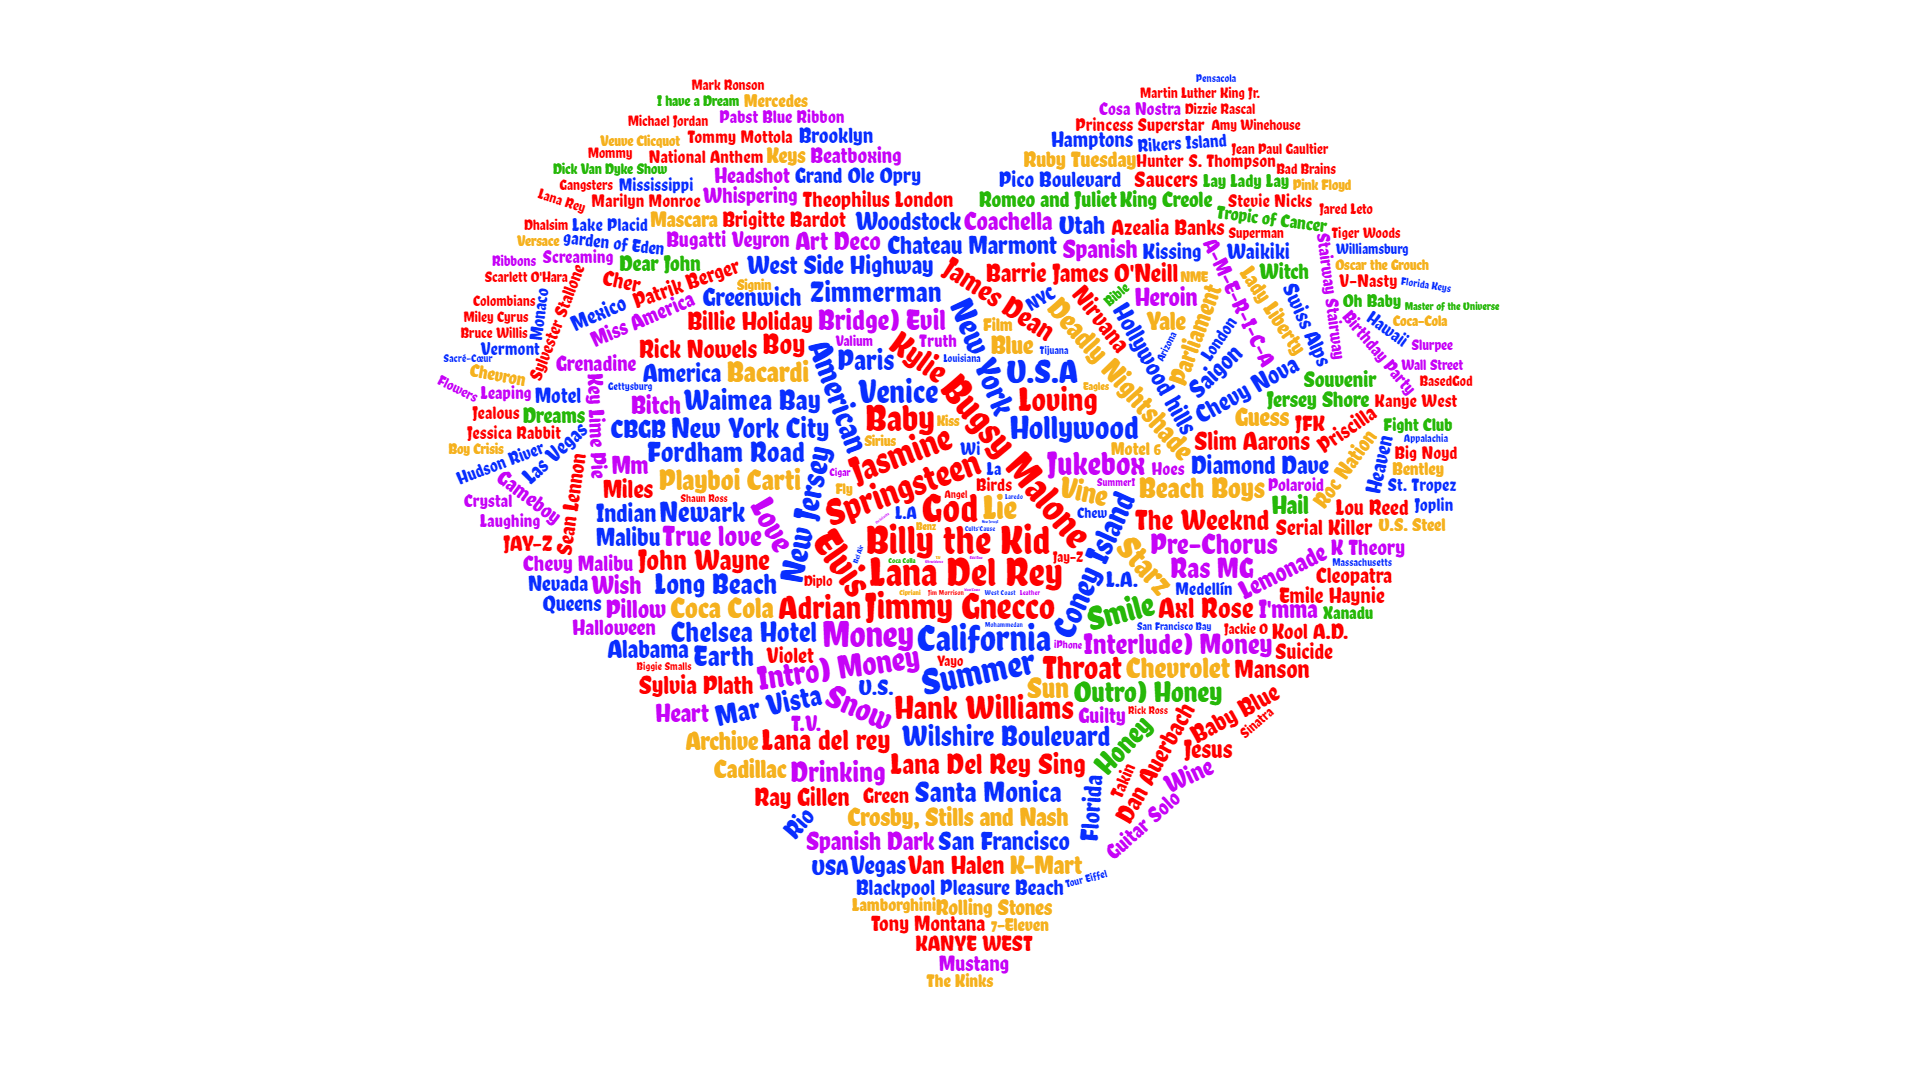 Mark Ronson
Pensacola
I have a Dream Mercedes
Martin Luther King Jr.
Michael Jordan Pabst Blue Ribbon
Cosa Nostra Dizzie Rascal
Veuve Clicquot Tommy Mottola Brooklyn
Princess Superstar Amy Winehouse
Mommy National Anthem Keys Beatboxing
Hamptons Rikers Island Jean Paul Gaultier
Dick Van Dyke Show Headshot Grand Ole Opry
Ruby Tuesday Hunter S. Thompson Bad Brains
Gangsters Mississippi
Pico Boulevard Saucers Lay Lady Lay Pink Floyd
Lana Rey Marilyn Monroe Whispering Theophilus London
Romeo and Juliet King Creole Stevie Nicks Jared Leto
Dhalsim Lake Placid Mascara Brigitte Bardot Woodstock Coachella Utah Azealia Banks Superman Tropic of Cancer Tiger Woods
Versace garden of Eden Bugatti Veyron Art Deco Chateau Marmont Spanish Kissing A-M-E-R-I-C-A Waikiki Stairway Stairway Williamsburg
Ribbons Screaming Dear John West Side Highway James Dean Barrie James O'Neill NME Lady Liberty Witch Oscar the Grouch
Scarlett O'Hara Sylvester Stallone Cher Patrik Berger Signin Swiss Alps V-Nasty Florida Keys
Colombians Monaco Mexico Miss America Greenwich Zimmerman New York NYC Nirvana Bible Heroin Parliament Oh Baby Master of the Universe
Miley Cyrus Billie Holiday Bridge) Evil Film Deadly Nightshade Hollywood hills Yale London Birthday Party Hawaii Coca-Cola
Bruce Willis Valium Truth Blue Tijuana Arizona Slurpee
Vermont Rick Nowels Boy American Paris Kylie Louisiana Saigon
Sacré-Cœur Grenadine Wall Street
Chevron Gettysburg America Bacardi U.S.A Chevy Nova Souvenir BasedGod
Flowers Leaping Motel Key Lime Pie Bitch Waimea Bay Venice Bugsy Malone Eagles Loving Jersey Shore Kanye West
Jealous Dreams Baby Kiss Guess JFK Priscilla Fight Club
Jessica Rabbit Las Vegas CBGB New York City Sirius Hollywood Slim Aarons Appalachia
Boy Crisis Fordham Road Jasmine Wi Motel 6 Roc Nation Heaven Big Noyd
Hudson River Sean Lennon Mm Cigar Springsteen La Jukebox Hoes Diamond Dave Bentley
Gameboy Miles Playboi Carti New Jersey Fly Birds Vine Summer! Beach Boys Polaroid St. Tropez
Crystal Shaun Ross Love Angel God Lie Laredo Coney Island Hail Lou Reed Joplin
Laughing Indian Newark L.A Benz Chew The Weeknd Serial Killer U.S. Steel
JAY-Z Malibu True love Elvis Bel Air Billy the Kid Jay-Z Starz Pre-Chorus Lemonade K Theory
Chevy Malibu John Wayne Coca Colla Ras MG Massachusetts
Nevada Wish Long Beach Diplo Lana Del Rey L.A. Medellín Cleopatra
Cipriani Jim Morrison West Coast Leather Emile Haynie
Queens Pillow Coca Cola Adrian Jimmy Gnecco Smile Axl Rose I'mma Xanadu
Halloween Chelsea Hotel Money California Mohammedan San Francisco Bay Jackie O Kool A.D.
Alabama Earth Violet iPhone Interlude) Money Suicide
Biggie Smalls Intro) Money Yayo Summer Throat Chevrolet Manson
Sylvia Plath U.S. Sun Outro) Honey
Heart Mar Vista Snow Hank Williams Guilty Rick Ross Baby Blue
T.V. Honey Dan Auerbach Sinatra
Archive Lana del rey Wilshire Boulevard Jesus
Cadillac Drinking Lana Del Rey Sing Takin Wine
Ray Gillen Green Santa Monica Florida Guitar Solo
Rio Crosby, Stills and Nash
Spanish Dark San Francisco
USA Vegas Van Halen K-Mart
Blackpool Pleasure Beach Tour Eiffel
Lamborghini Rolling Stones
Tony Montana 7-Eleven
KANYE WEST
Mustang
The Kinks